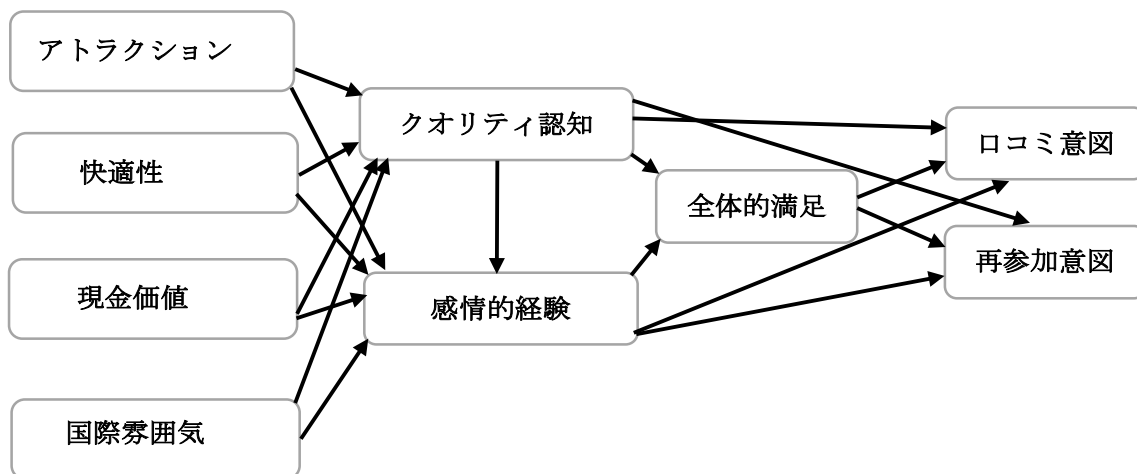 アトラクション
快適性
現金価値
国際雰囲気
クオリティ認知
感情的経験
全体的満足
口コミ意図
再参加意図